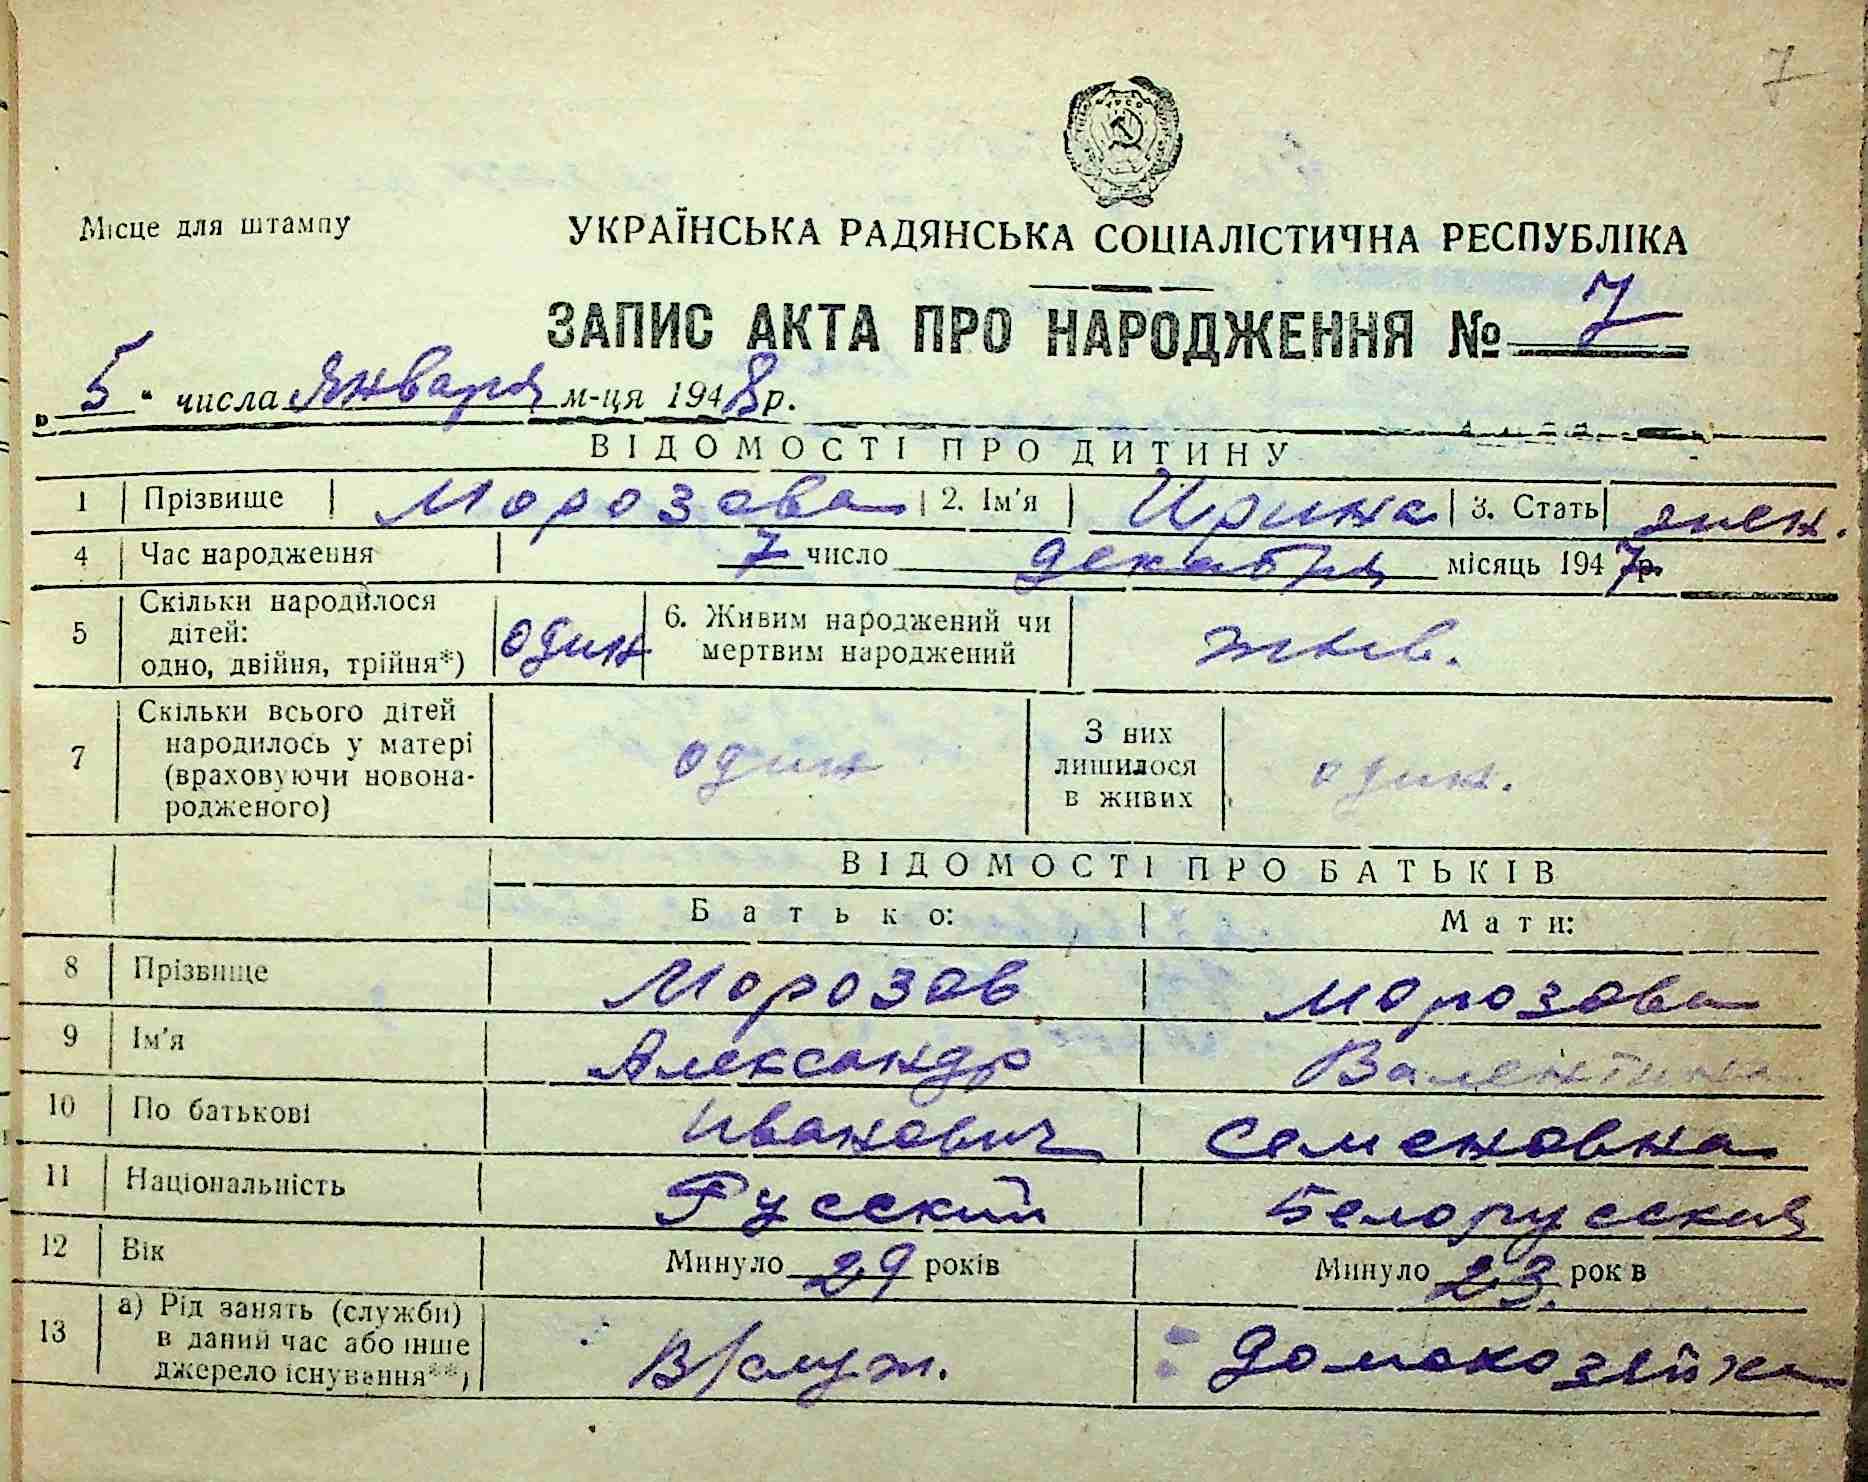 7
УРСО
Місце для штампу
УКРАЇНСЬКА РАДЯНСЬКА СОЦІАЛІСТИЧНА РЕСПУБЛІКА
ЗАПИС АКТА ПРО НАРОДЖЕННЯ № 7
" 5 " числа Января м-ця 1948 р.
ВІДОМОСТІ ПРО ДИТИНУ
1 Прізвище Морозова 2. Ім'я Ирина 3. Стать жен.
4 Час народження 7 число декабря місяць 1947р.
5 Скільки народилося дітей: одно, двійня, трійня*) один 6. Живим народжений чи мертвим народжений жив.
7 Скільки всього дітей народилось у матері (враховуючи новонародженого) один З них лишилося в живих один.
ВІДОМОСТІ ПРО БАТЬКІВ
Батько: Мати:
8 Прізвище Морозов Морозова
9 Ім'я Александр Валентина
10 По батькові Иванович Семеновна
11 Національність Русский Белорусская
12 Вік Минуло 29 років Минуло 23. рок в
13 а) Рід занять (служби) в даний час або інше джерело існування**) В/служ. Домохозяйка